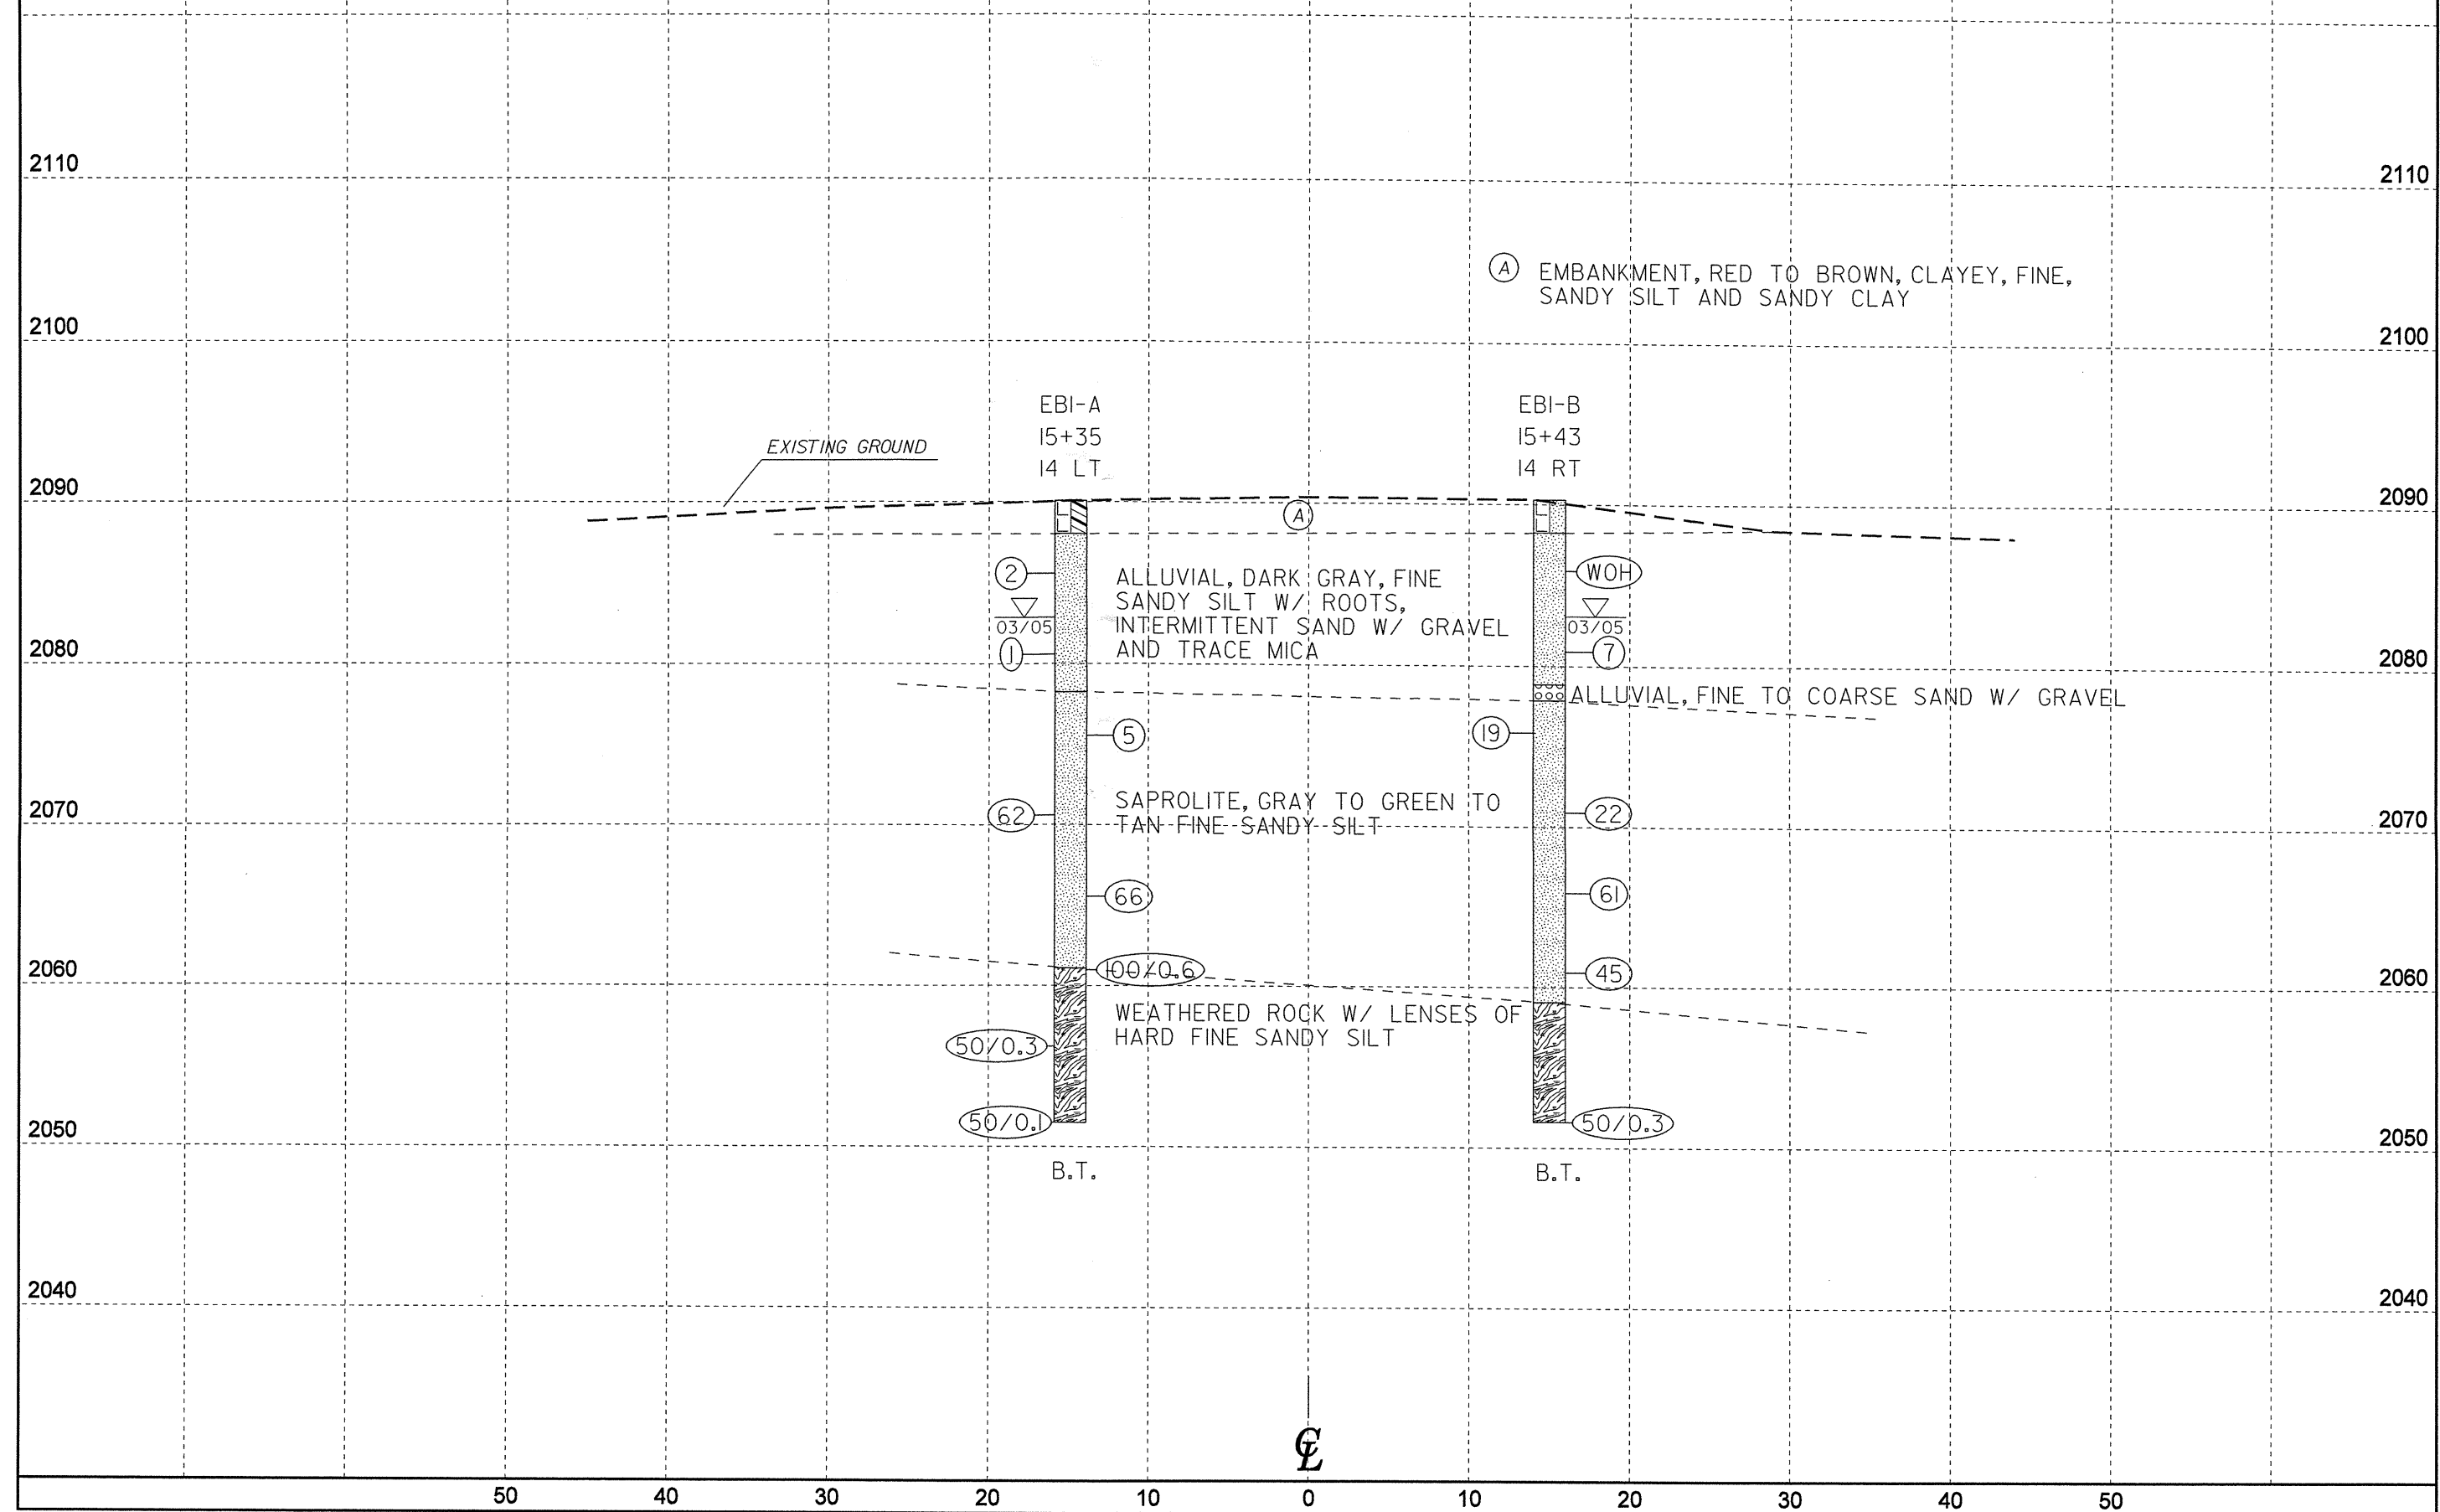 2110
2110
Ⓐ EMBANKMENT, RED TO BROWN, CLAYEY, FINE,
SANDY SILT AND SANDY CLAY
2100
2100
EB1-A
15+35
14 LT
EB1-B
15+43
14 RT
EXISTING GROUND
2090
2090
A
2
WOH
ALLUVIAL, DARK GRAY, FINE
SANDY SILT W/ ROOTS,
INTERMITTENT SAND W/ GRAVEL
AND TRACE MICA
03/05
03/05
1
7
2080
2080
ALLUVIAL, FINE TO COARSE SAND W/ GRAVEL
5
19
SAPROLITE, GRAY TO GREEN TO
TAN FINE SANDY SILT
62
22
2070
2070
66
61
100/0.6
45
2060
2060
WEATHERED ROCK W/ LENSES OF
HARD FINE SANDY SILT
50/0.3
50/0.1
50/0.3
2050
2050
B.T.
B.T.
2040
2040
℄
50 40 30 20 10 0 10 20 30 40 50